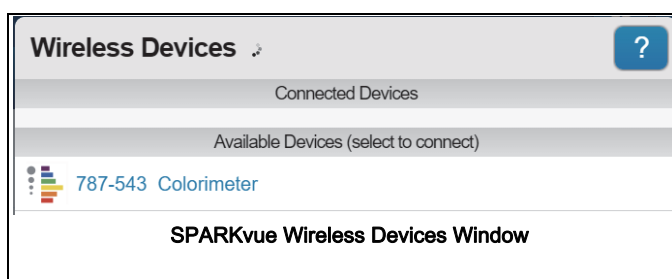 Wireless Devices
?
Connected Devices
Available Devices (select to connect)
787-543 Colorimeter
SPARKvue Wireless Devices Window